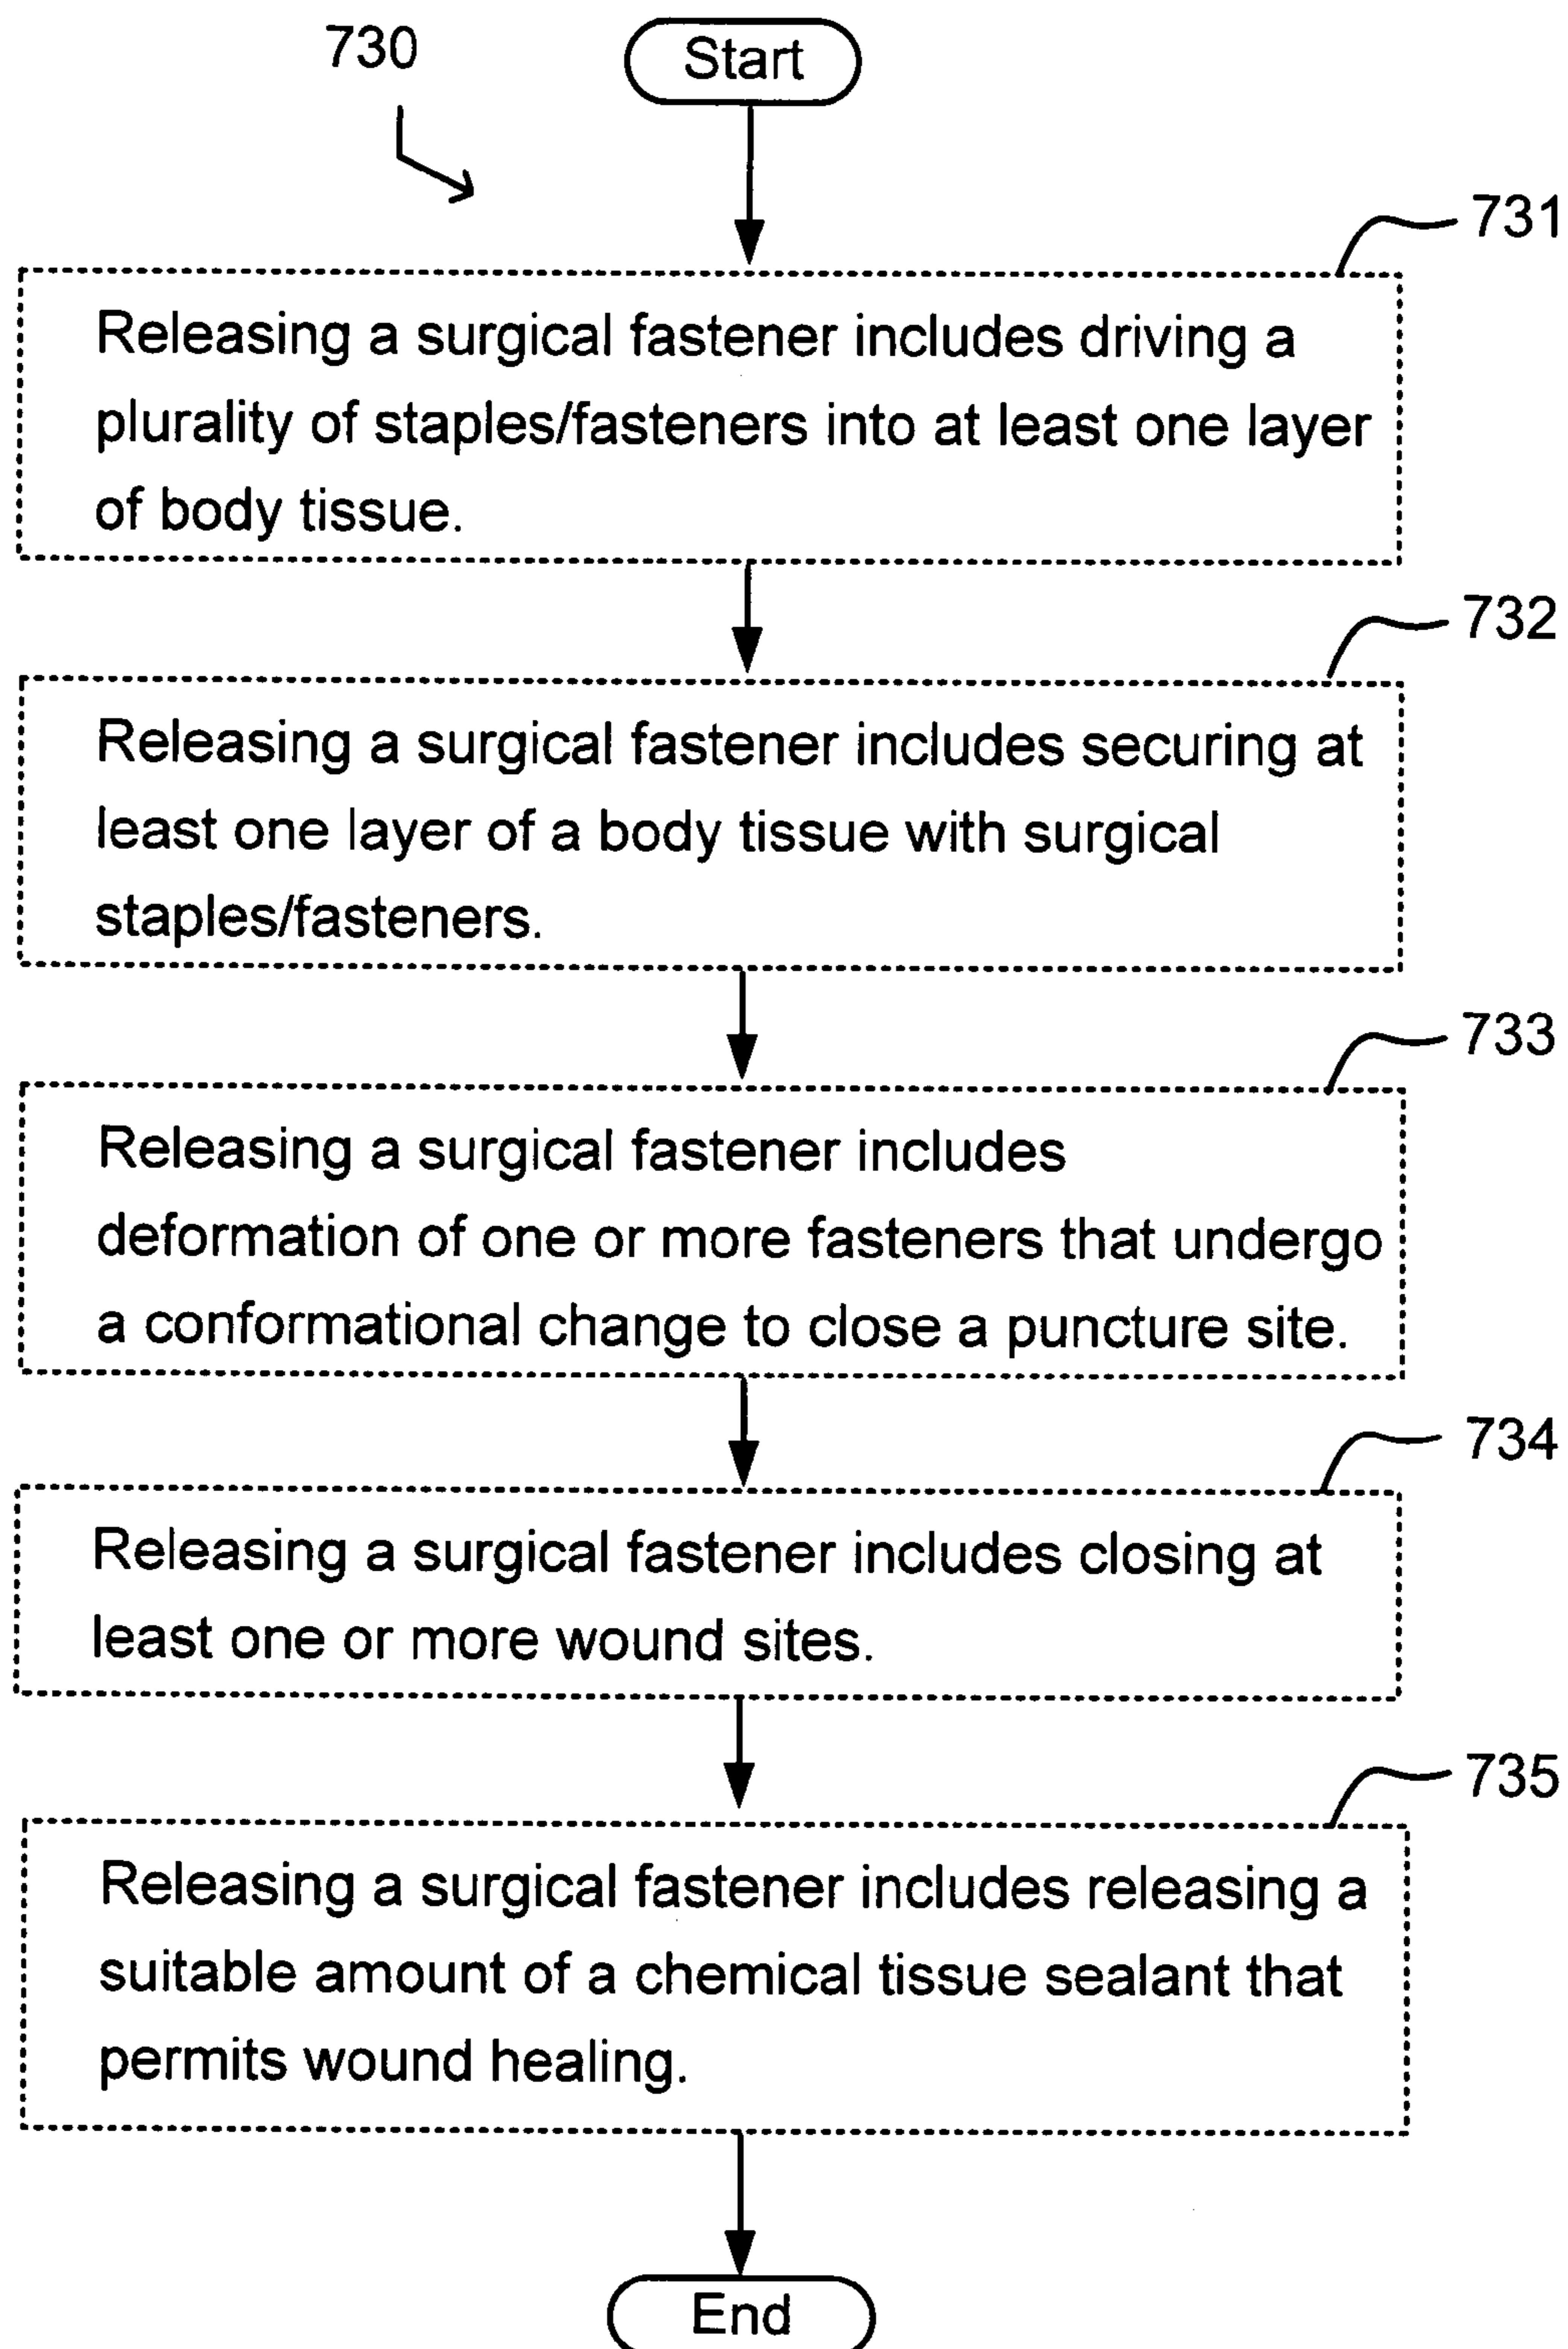 730
Start
731
Releasing a surgical fastener includes driving a
plurality of staples/fasteners into at least one layer
of body tissue.
732
Releasing a surgical fastener includes securing at
least one layer of a body tissue with surgical
staples/fasteners.
733
Releasing a surgical fastener includes
deformation of one or more fasteners that undergo
a conformational change to close a puncture site.
734
Releasing a surgical fastener includes closing at
least one or more wound sites.
735
Releasing a surgical fastener includes releasing a
suitable amount of a chemical tissue sealant that
permits wound healing.
End